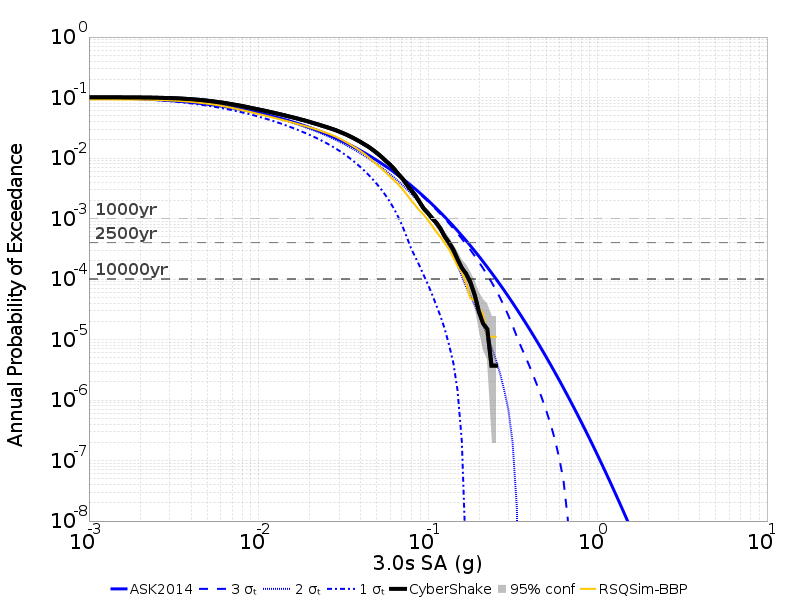 10^0
10^-1
10^-2
10^-3
10^-4
10^-5
10^-6
10^-7
10^-8
Annual Probability of Exceedance
1000yr
2500yr
10000yr
10^-3 10^-2 10^-1 10^0 10^1
3.0s SA (g)
ASK2014 3 σₜ 2 σₜ 1 σₜ CyberShake 95% conf RSQSim-BBP